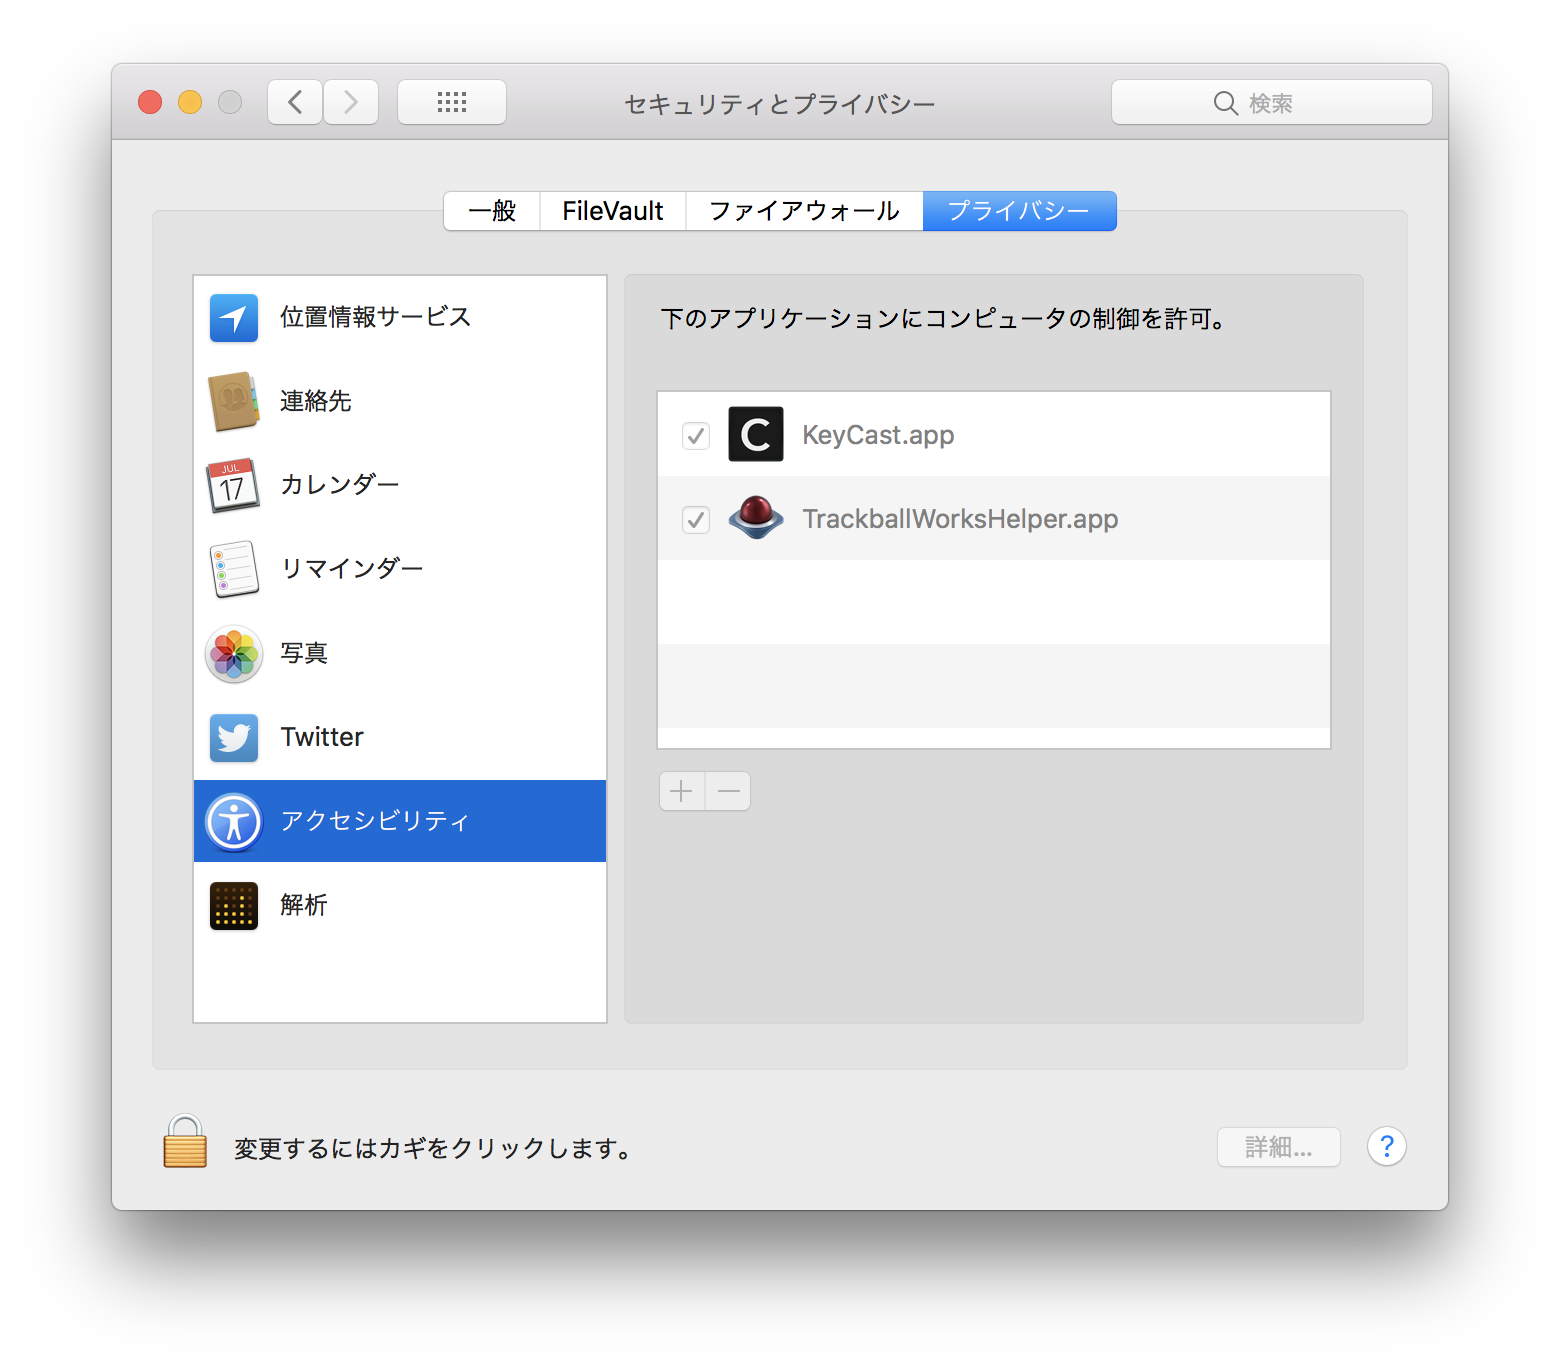 セキュリティとプライバシー
検索
一般
FileVault
ファイアウォール
プライバシー
位置情報サービス
連絡先
JUL
17
カレンダー
リマインダー
写真
Twitter
アクセシビリティ
解析
下のアプリケーションにコンピュータの制御を許可。
C
KeyCast.app
TrackballWorksHelper.app
変更するにはカギをクリックします。
詳細...
?